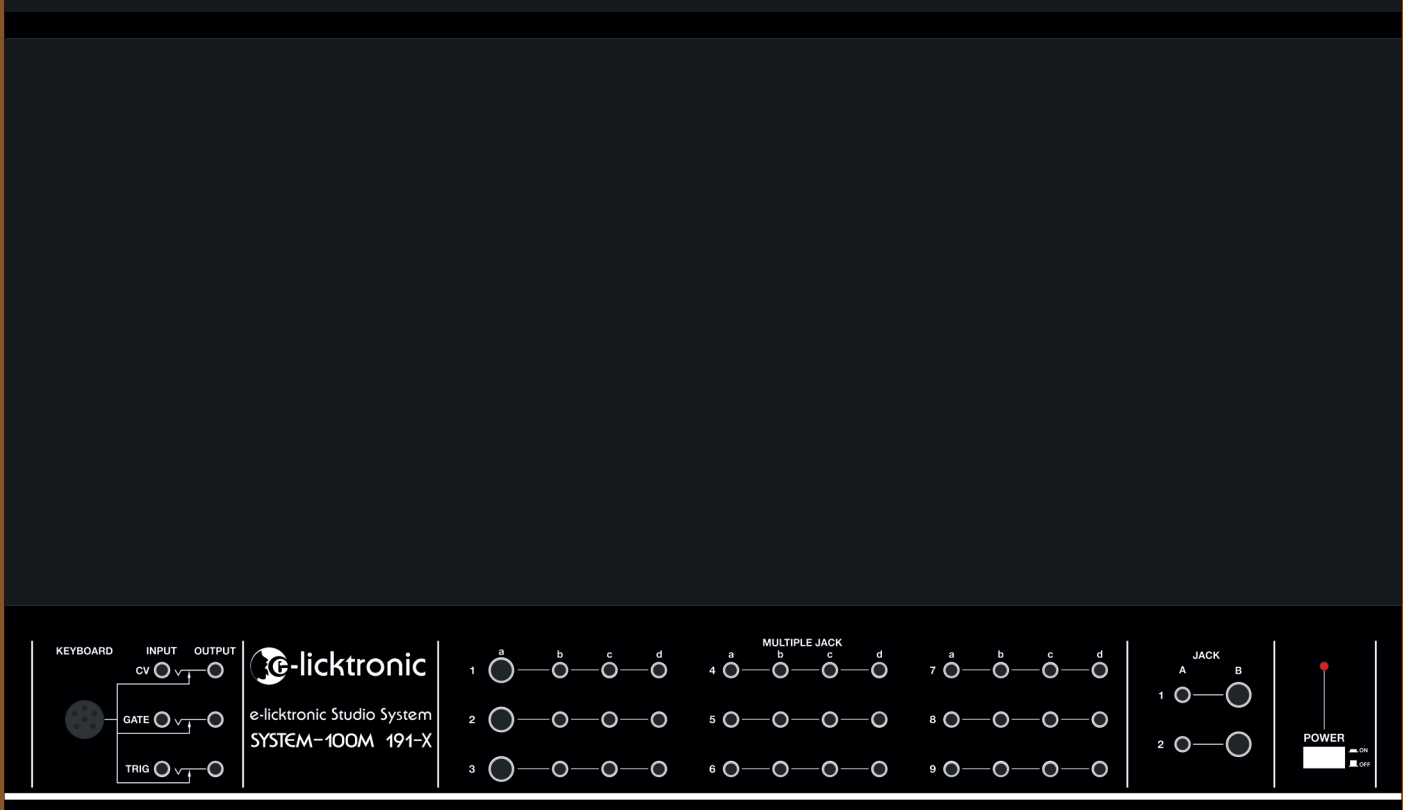 KEYBOARD INPUT OUTPUT
CV
GATE
TRIG
e-licktronic
e-licktronic Studio System
SYSTEM-100M 191-X
MULTIPLE JACK
a b c d a b c d a b c d
1 4 7
2 5 8
3 6 9
JACK
A B
1
2
POWER
ON
OFF